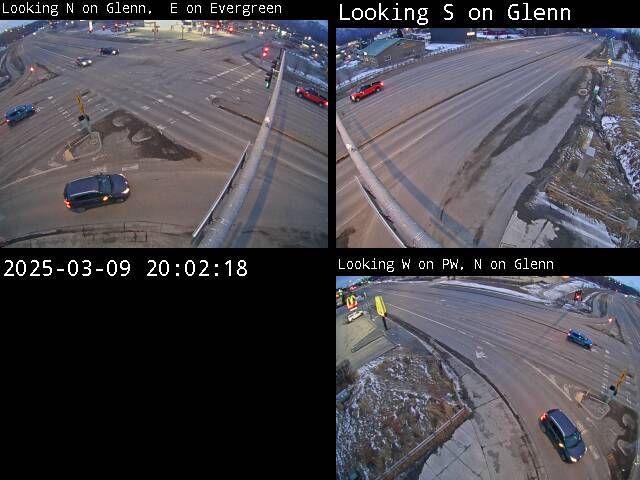 Looking N on Glenn,  E on Evergreen
Looking S on Glenn
2025-03-09 20:02:18
Looking W on PW, N on Glenn